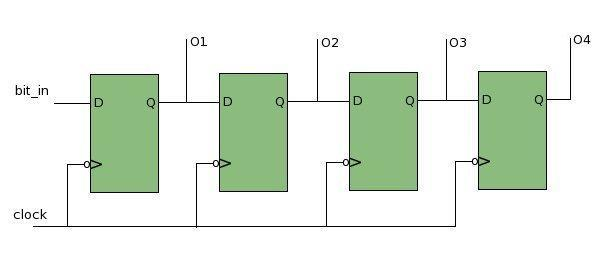 O1 O2 O3 O4
bit_in
D Q D Q D Q D Q
clock